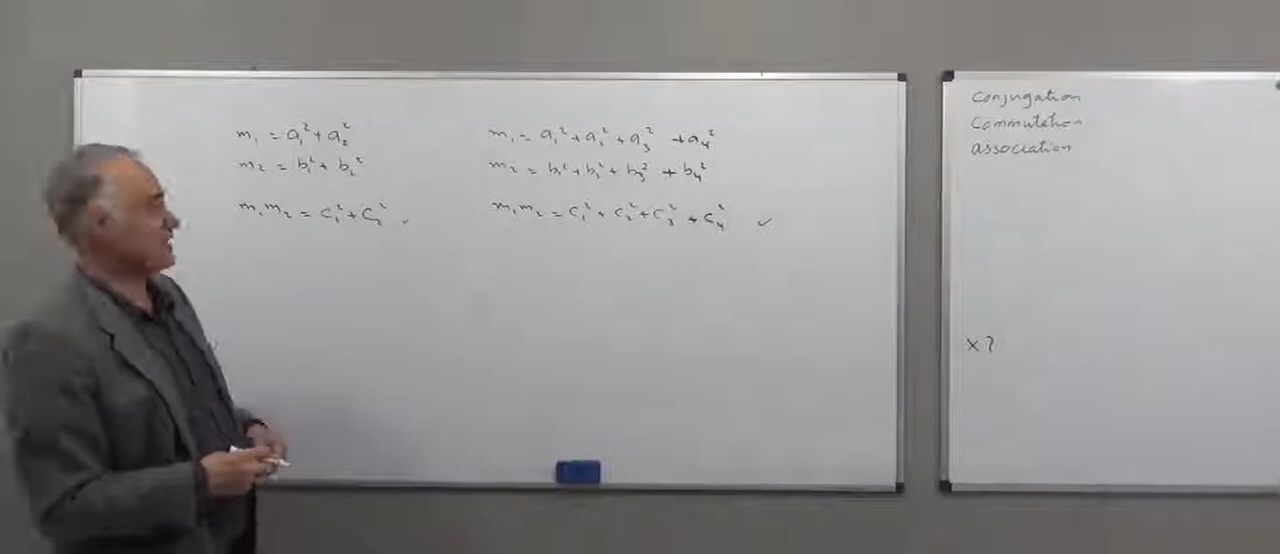 m₁ = a₁² + a₂²
m₂ = b₁² + b₂²
m₁m₂ = c₁² + c₂² ✓
m₁ = a₁² + a₂² + a₃² + a₄²
m₂ = b₁² + b₂² + b₃² + b₄²
m₁m₂ = c₁² + c₂² + c₃² + c₄² ✓
Conjugation
Commutation
association
x?